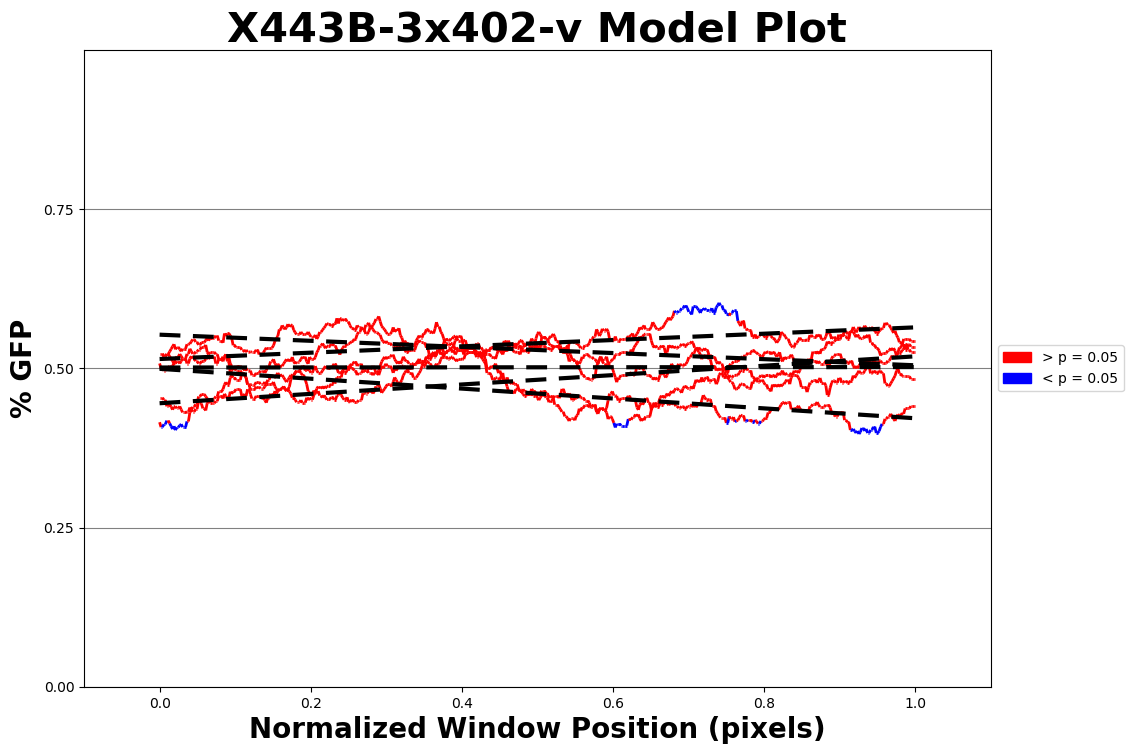 X443B-3x402-v Model Plot
% GFP
0.75
0.50
0.25
0.00
0.0 0.2 0.4 0.6 0.8 1.0
Normalized Window Position (pixels)
> p = 0.05
< p = 0.05